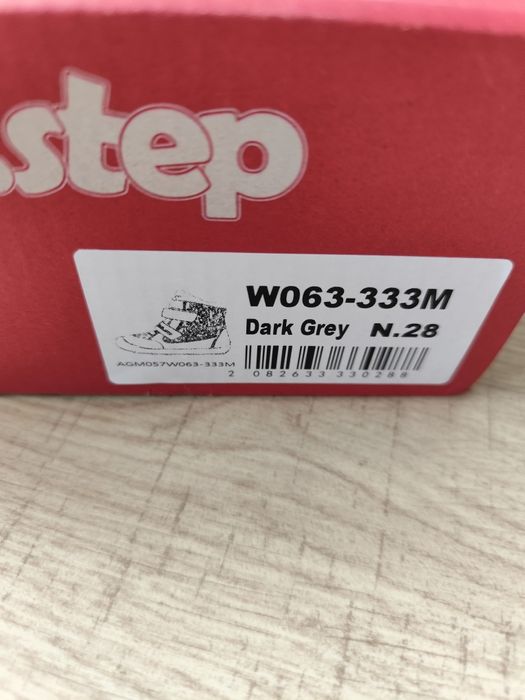 .step
W063-333M
Dark Grey N.28
AGM057W063-333M
2 082633 330288